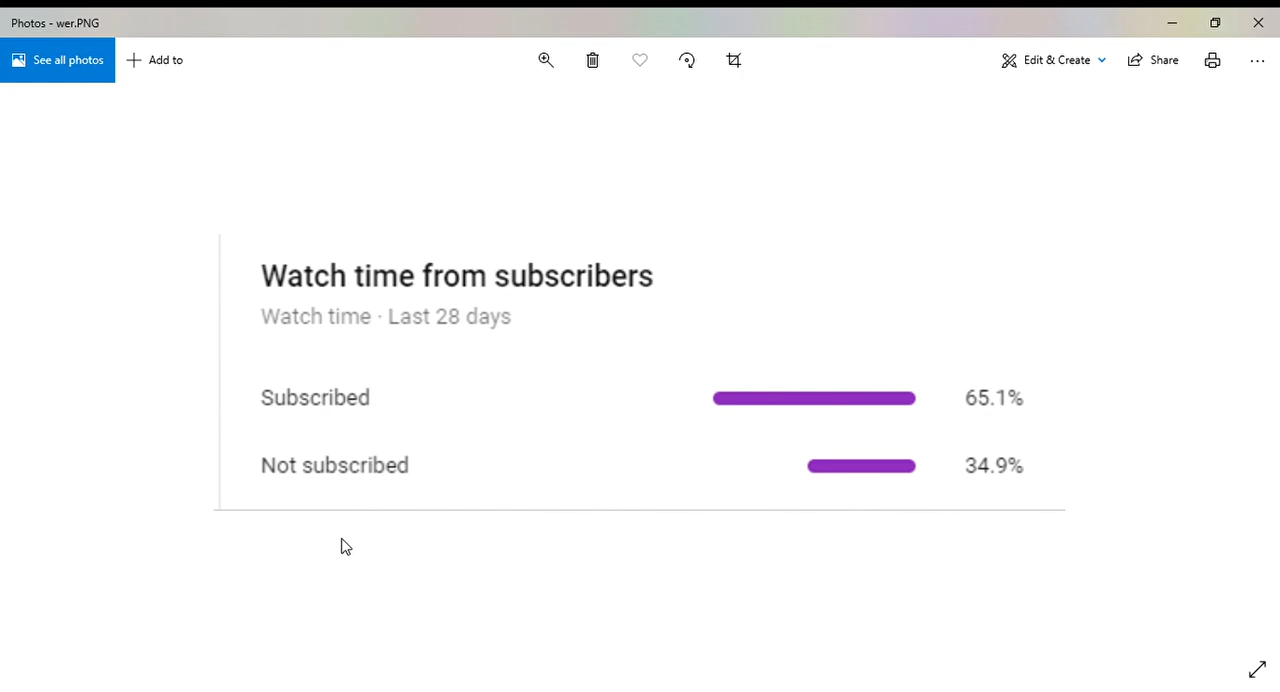 Photos - wer.PNG
See all photos
Add to
Edit & Create
Share
Watch time from subscribers
Watch time · Last 28 days
Subscribed 65.1%
Not subscribed 34.9%